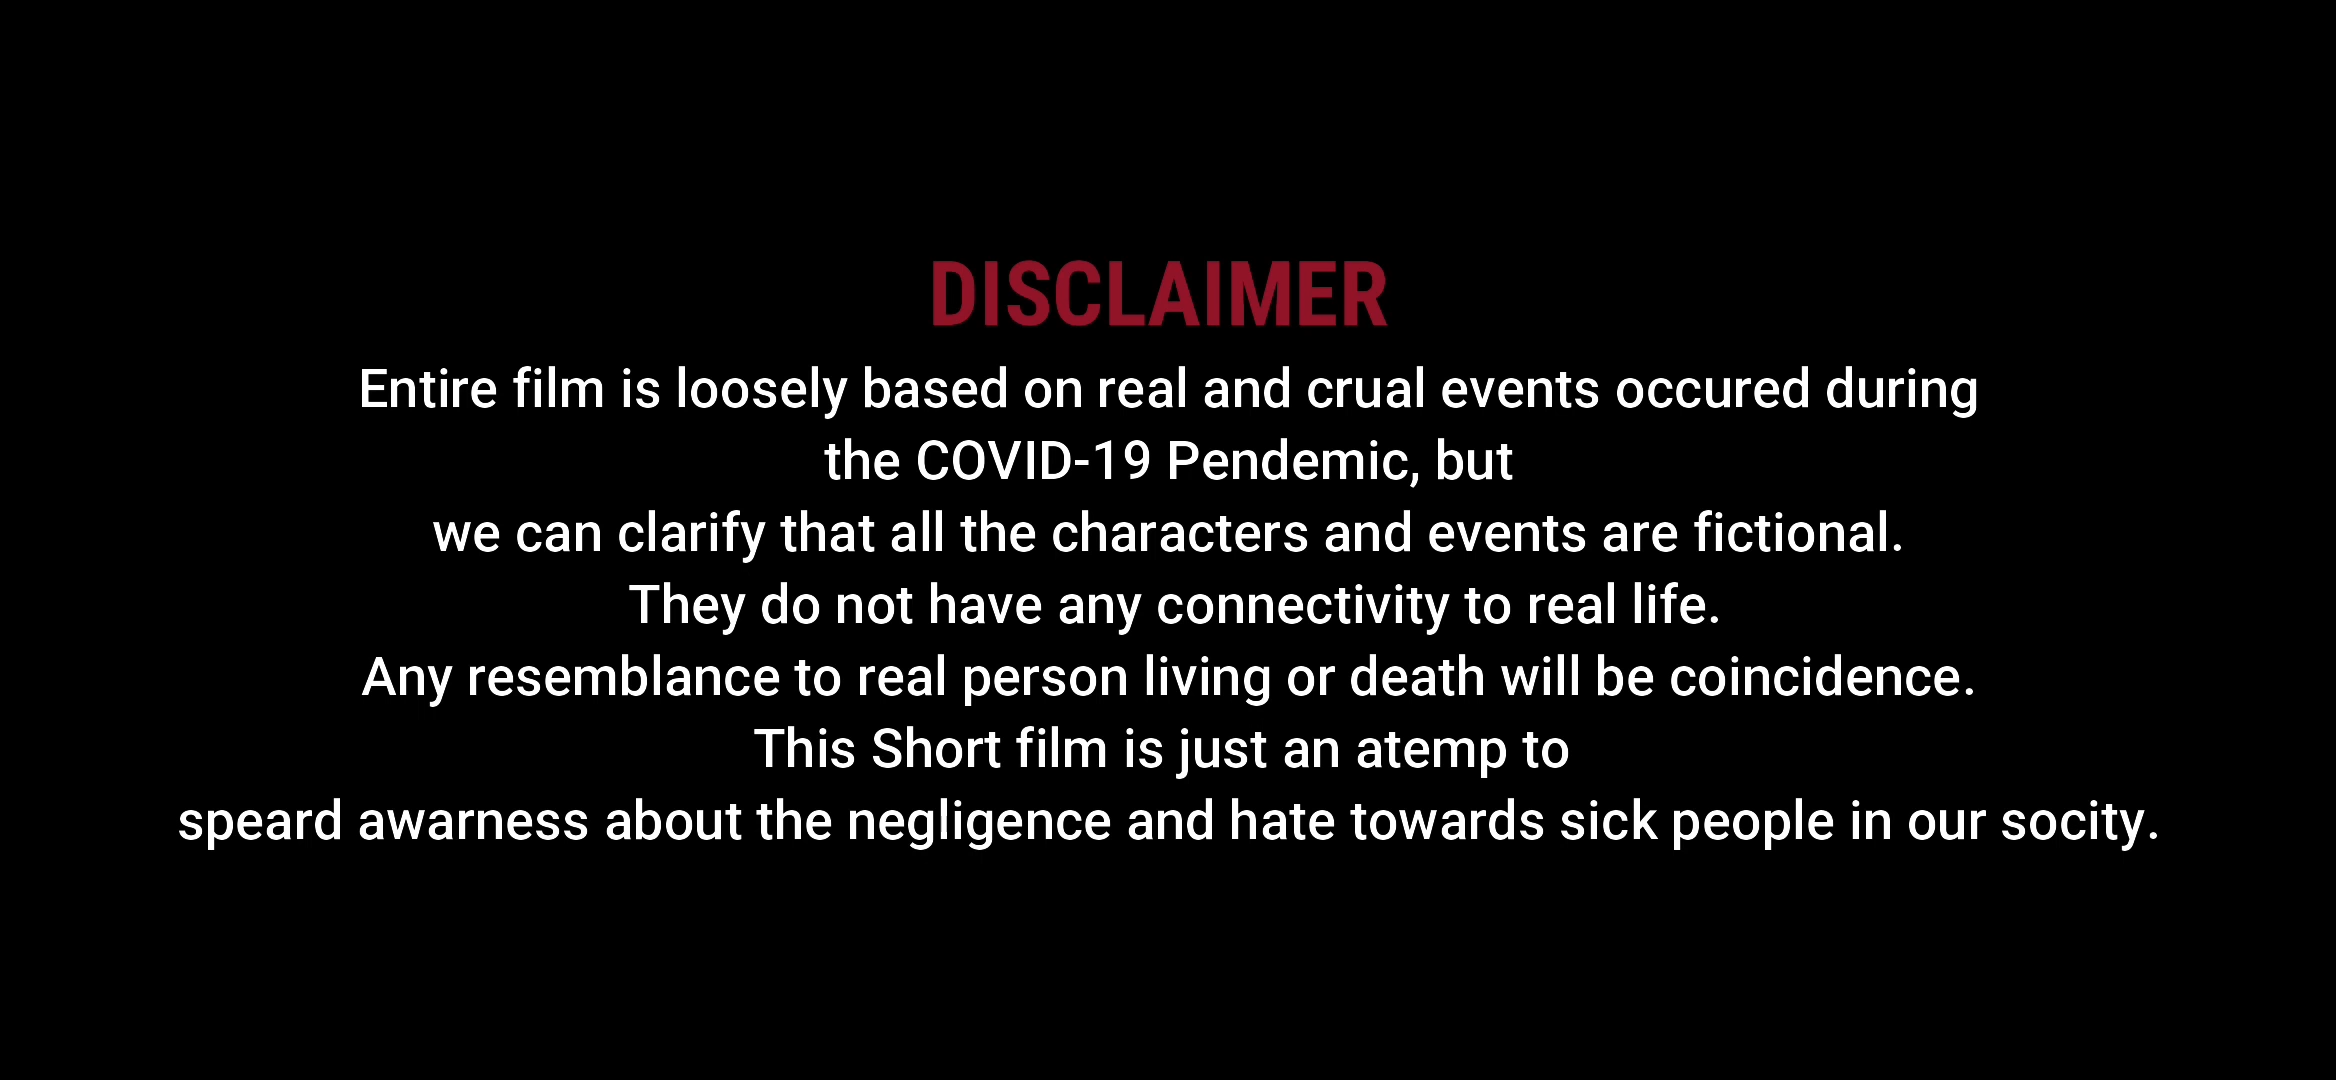 DISCLAIMER
Entire film is loosely based on real and crual events occured during
the COVID-19 Pendemic, but
we can clarify that all the characters and events are fictional.
They do not have any connectivity to real life.
Any resemblance to real person living or death will be coincidence.
This Short film is just an atemp to
speard awarness about the negligence and hate towards sick people in our socity.